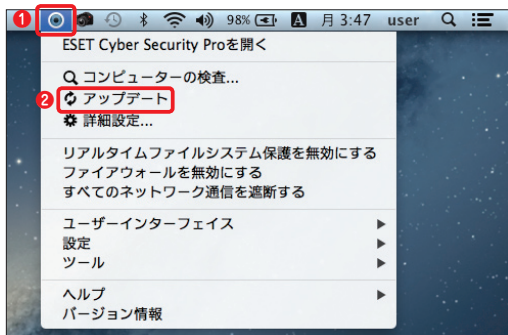 1 98% A 月 3:47 user
ESET Cyber Security Proを開く
コンピューターの検査...
2 アップデート
詳細設定...
リアルタイムファイルシステム保護を無効にする
ファイアウォールを無効にする
すべてのネットワーク通信を遮断する
ユーザーインターフェイス
設定
ツール
ヘルプ
バージョン情報